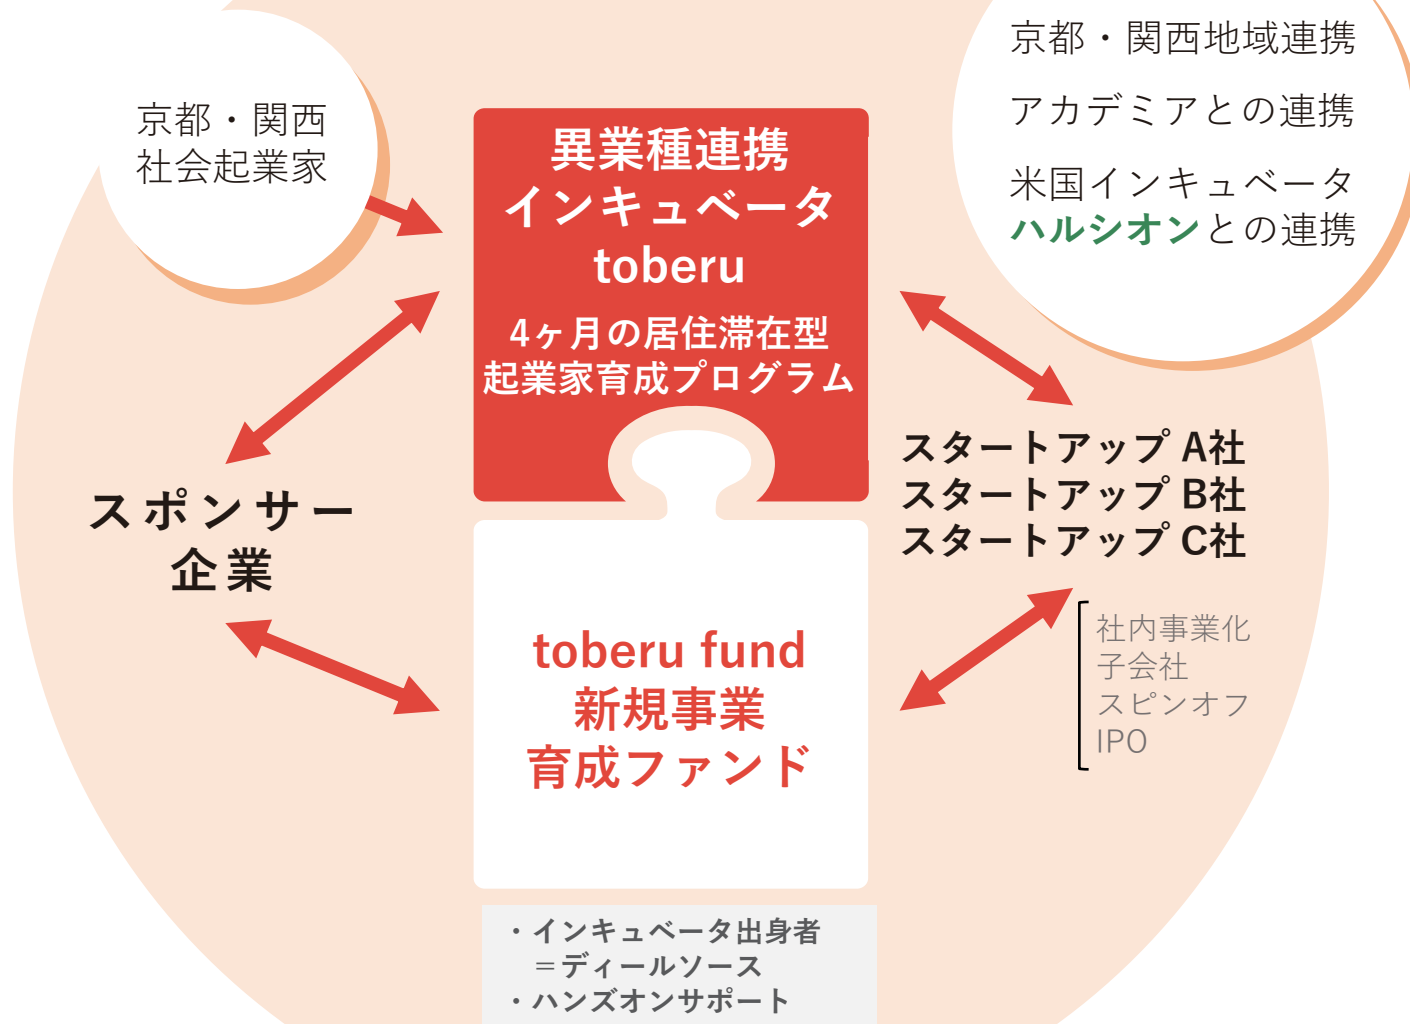 京都・関西
社会起業家
異業種連携
インキュベータ
toberu
4ヶ月の居住滞在型
起業家育成プログラム
京都・関西地域連携
アカデミアとの連携
米国インキュベータ
ハルシオンとの連携
スポンサー
企業
スタートアップ A社
スタートアップ B社
スタートアップ C社
社内事業化
子会社
スピンオフ
IPO
toberu fund
新規事業
育成ファンド
・インキュベータ出身者
＝ディールソース
・ハンズオンサポート